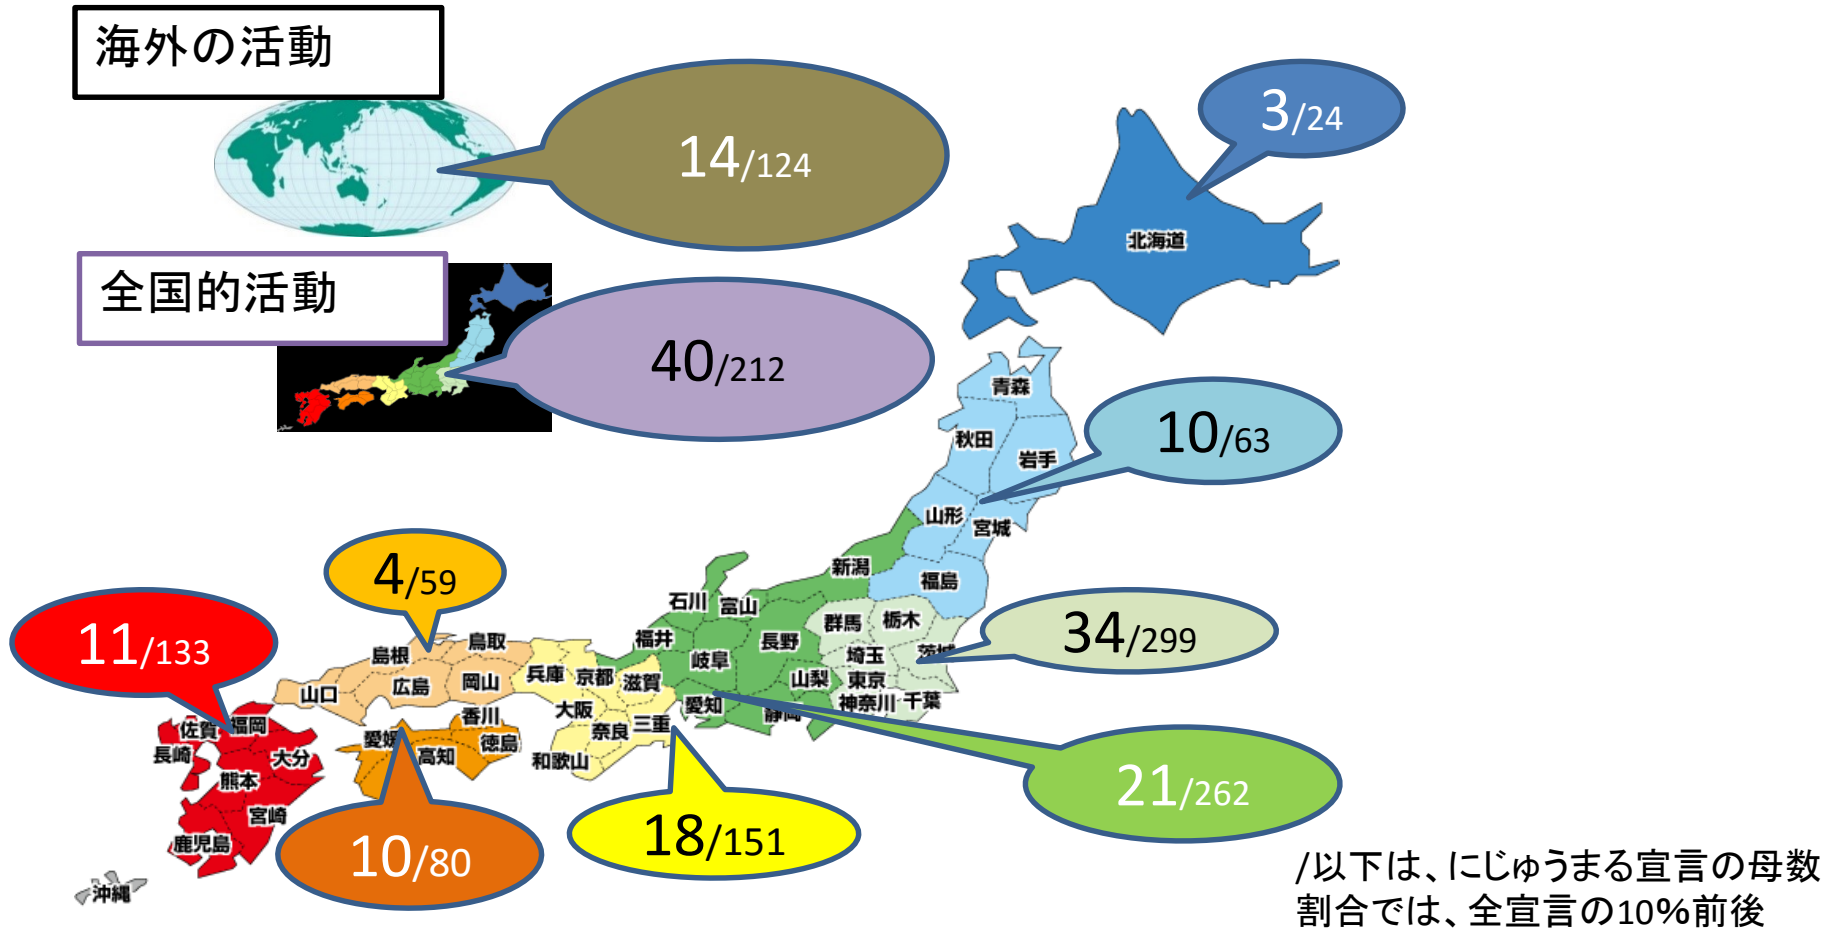 海外の活動
14/124
3/24
北海道
全国的活動
40/212
青森
10/63
秋田
岩手
山形
宮城
4/59
新潟
福島
石川
富山
群馬
栃木
34/299
11/133
福井
長野
鳥取
島根
岐阜
埼玉
茨城
兵庫
京都
滋賀
山梨
東京
山口
広島
岡山
愛知
静岡
神奈川
千葉
香川
大阪
佐賀
福岡
愛媛
高知
徳島
奈良
三重
長崎
大分
和歌山
熊本
21/262
宮崎
18/151
鹿児島
10/80
沖縄
/以下は、にじゅうまる宣言の母数
割合では、全宣言の10%前後